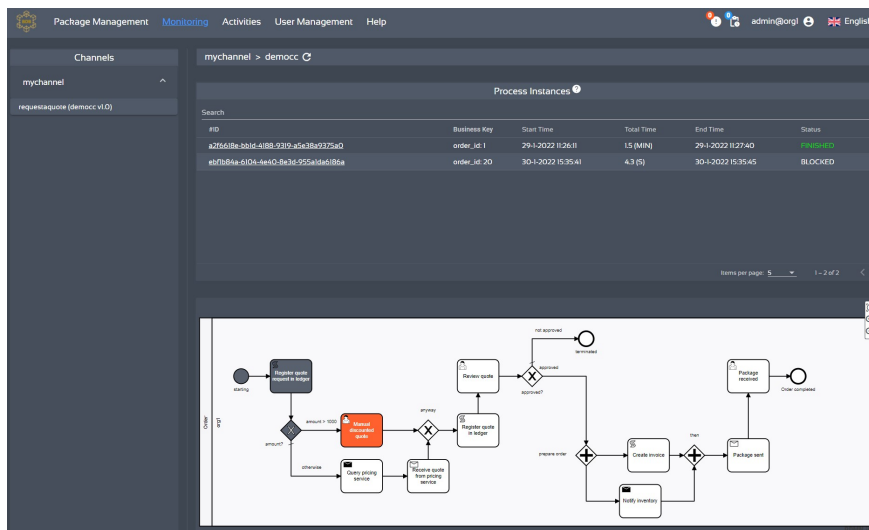 Package Management Monitoring Activities User Management Help
0 0 admin@org1 English
Channels
mychannel
requestaquote (democc v1.0)
mychannel > democc
Process Instances ?
Search
#ID Business Key Start Time Total Time End Time Status
a2f6618e-bb1d-4188-9319-a5e38a9375a0 order_id: 1 29-1-2022 11:26:11 1.5 (MIN) 29-1-2022 11:27:40 FINISHED
ebf1b84a-6104-4e40-8e3d-955a1da6186a order_id: 20 30-1-2022 15:35:41 4.3 (S) 30-1-2022 15:35:45 BLOCKED
Items per page: 5 1 – 2 of 2
Order
org1
starting
Register quote
request in ledger
amount?
amount > 1000
Manual
discounted
quote
otherwise
Query pricing
service
Receive quote
from pricing
service
anyway
Register quote
in ledger
Review quote
approved?
not approved
terminated
approved
prepare order
Create invoice
Notify inventory
then
Package sent
Package
received
Order completed